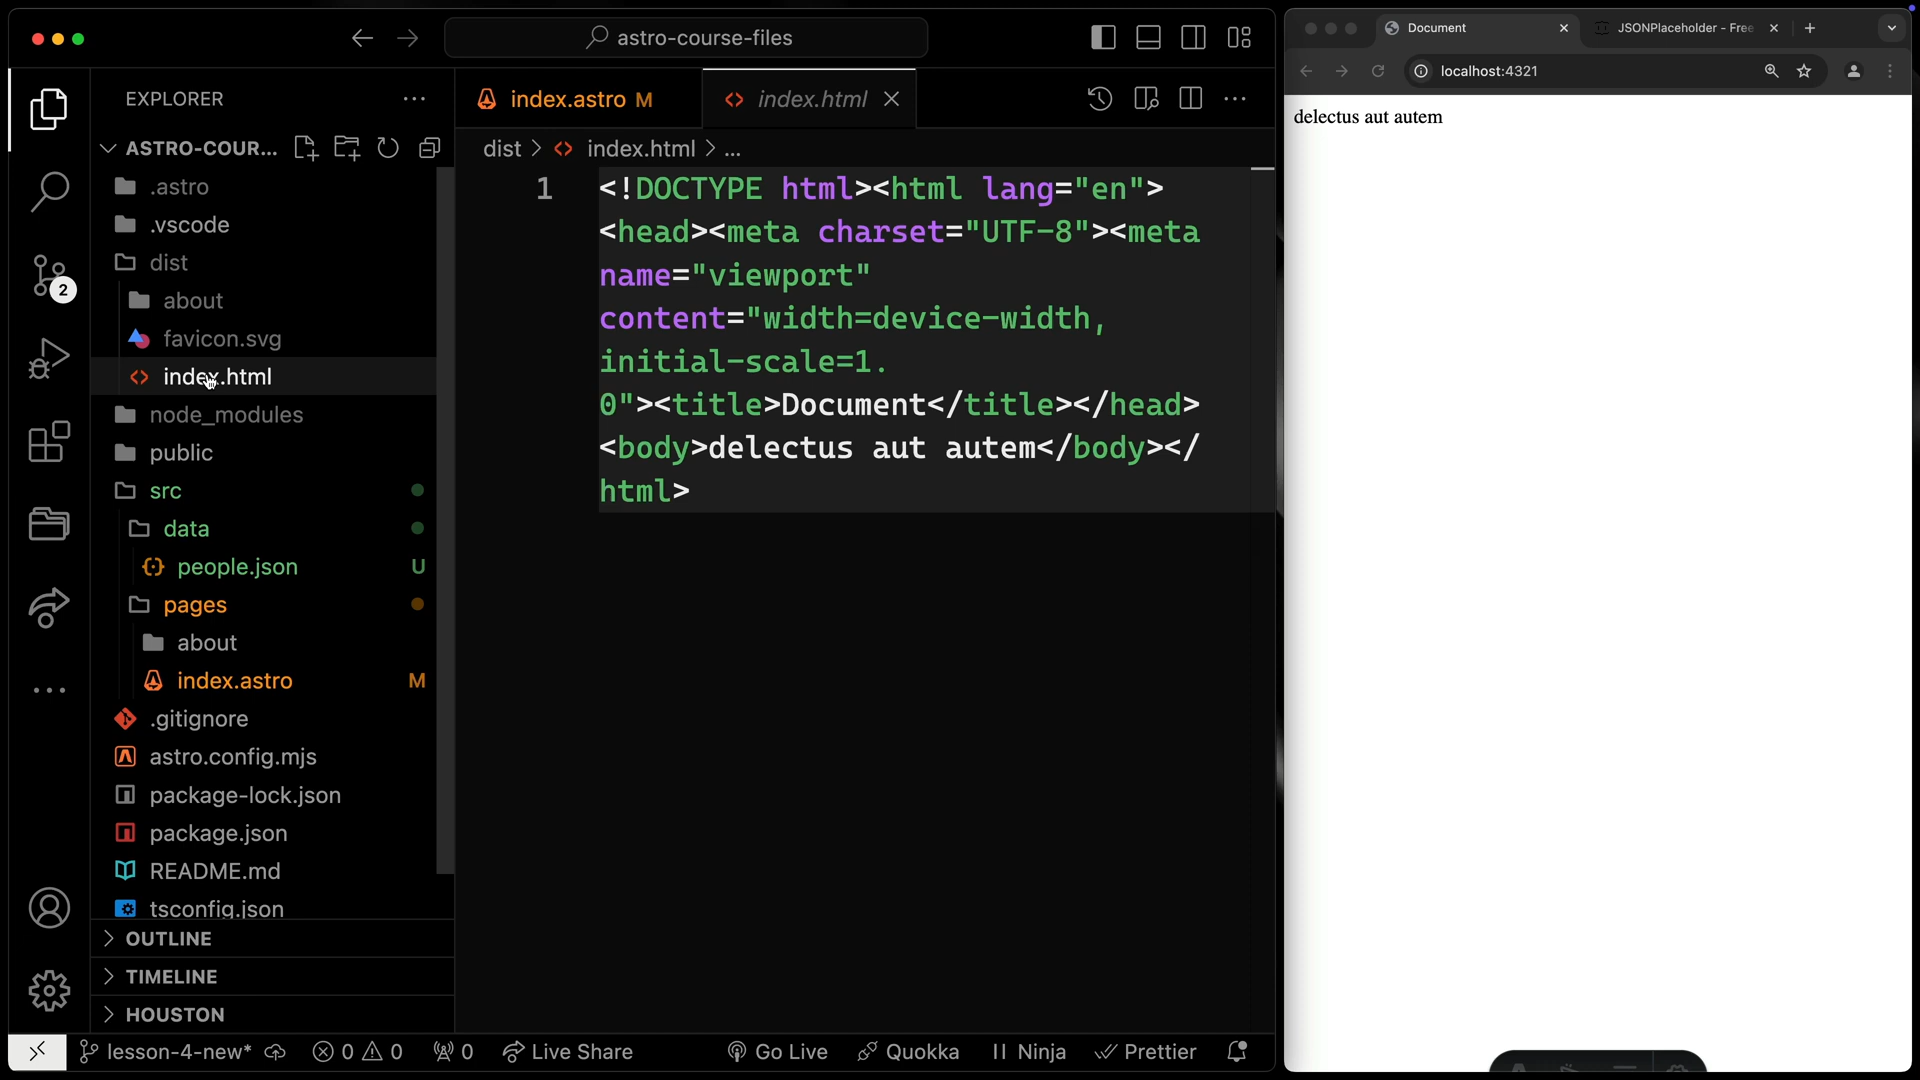 astro-course-files
EXPLORER
ASTRO-COUR...
.astro
.vscode
dist
about
favicon.svg
index.html
node_modules
public
src
data
people.json U
pages
about
index.astro M
.gitignore
astro.config.mjs
package-lock.json
package.json
README.md
tsconfig.json
OUTLINE
TIMELINE
HOUSTON
2
index.astro M
index.html
dist > index.html > ...
1
<!DOCTYPE html><html lang="en">
<head><meta charset="UTF-8"><meta
name="viewport"
content="width=device-width,
initial-scale=1.
0"><title>Document</title></head>
<body>delectus aut autem</body></
html>
lesson-4-new* 0 0 0 Live Share Go Live Quokka Ninja Prettier
Document
JSONPlaceholder - Free
localhost:4321
delectus aut autem